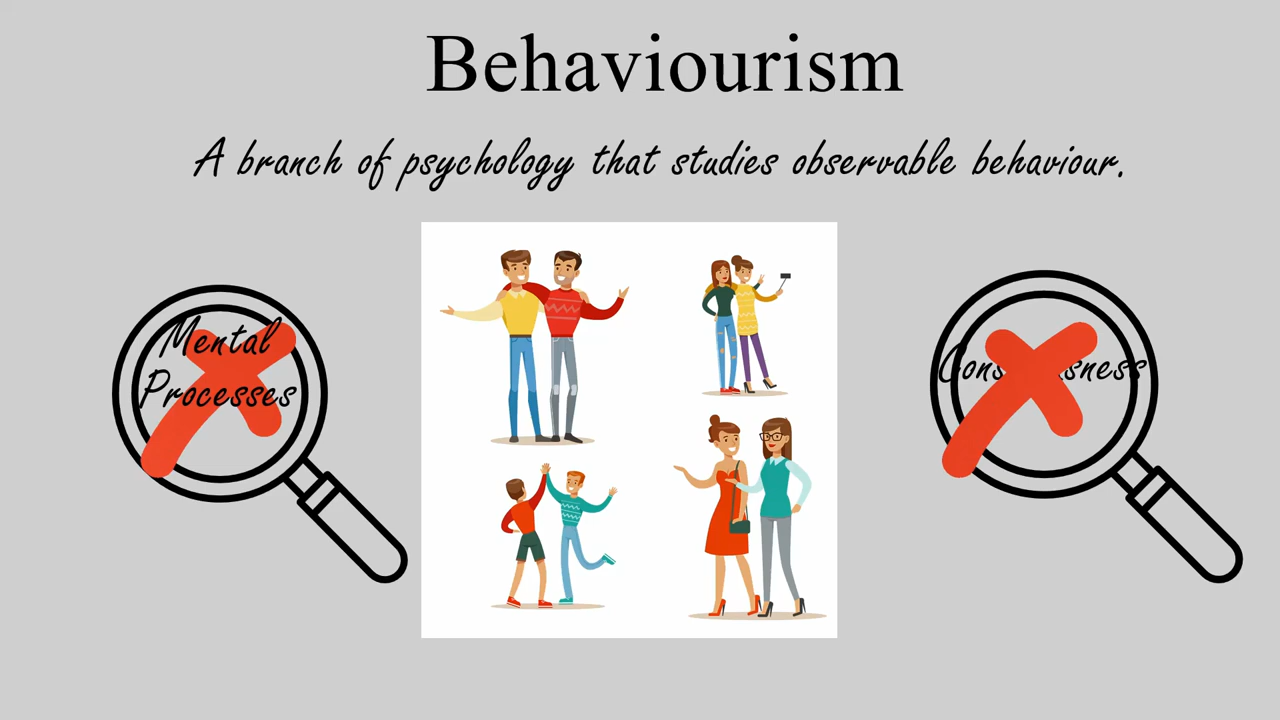 Behaviourism
A branch of psychology that studies observable behaviour.
Mental
Processes